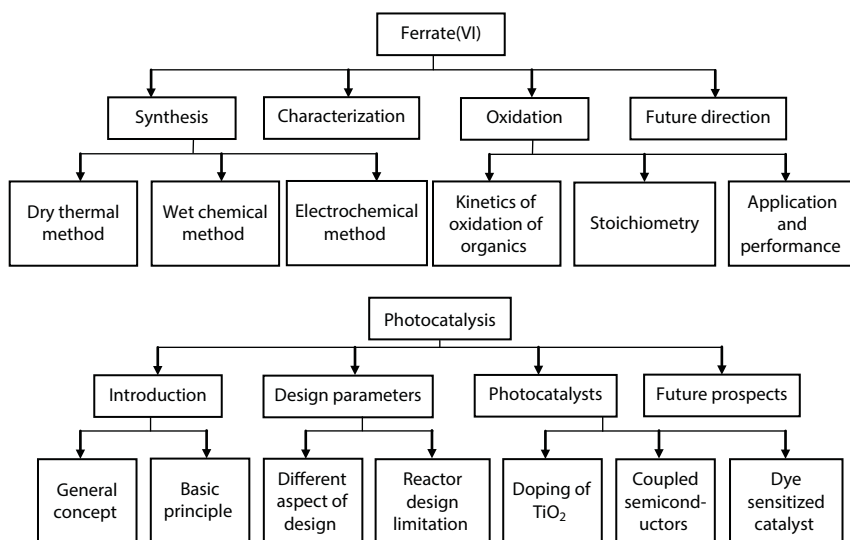 Ferrate(VI)
Synthesis
Characterization
Oxidation
Future direction
Dry thermal
method
Wet chemical
method
Electrochemical
method
Kinetics of
oxidation of
organics
Stoichiometry
Application
and
performance
Photocatalysis
Introduction
Design parameters
Photocatalysts
Future prospects
General
concept
Basic
principle
Different
aspect of
design
Reactor
design
limitation
Doping of
TiO₂
Coupled
semicond-
uctors
Dye
sensitized
catalyst